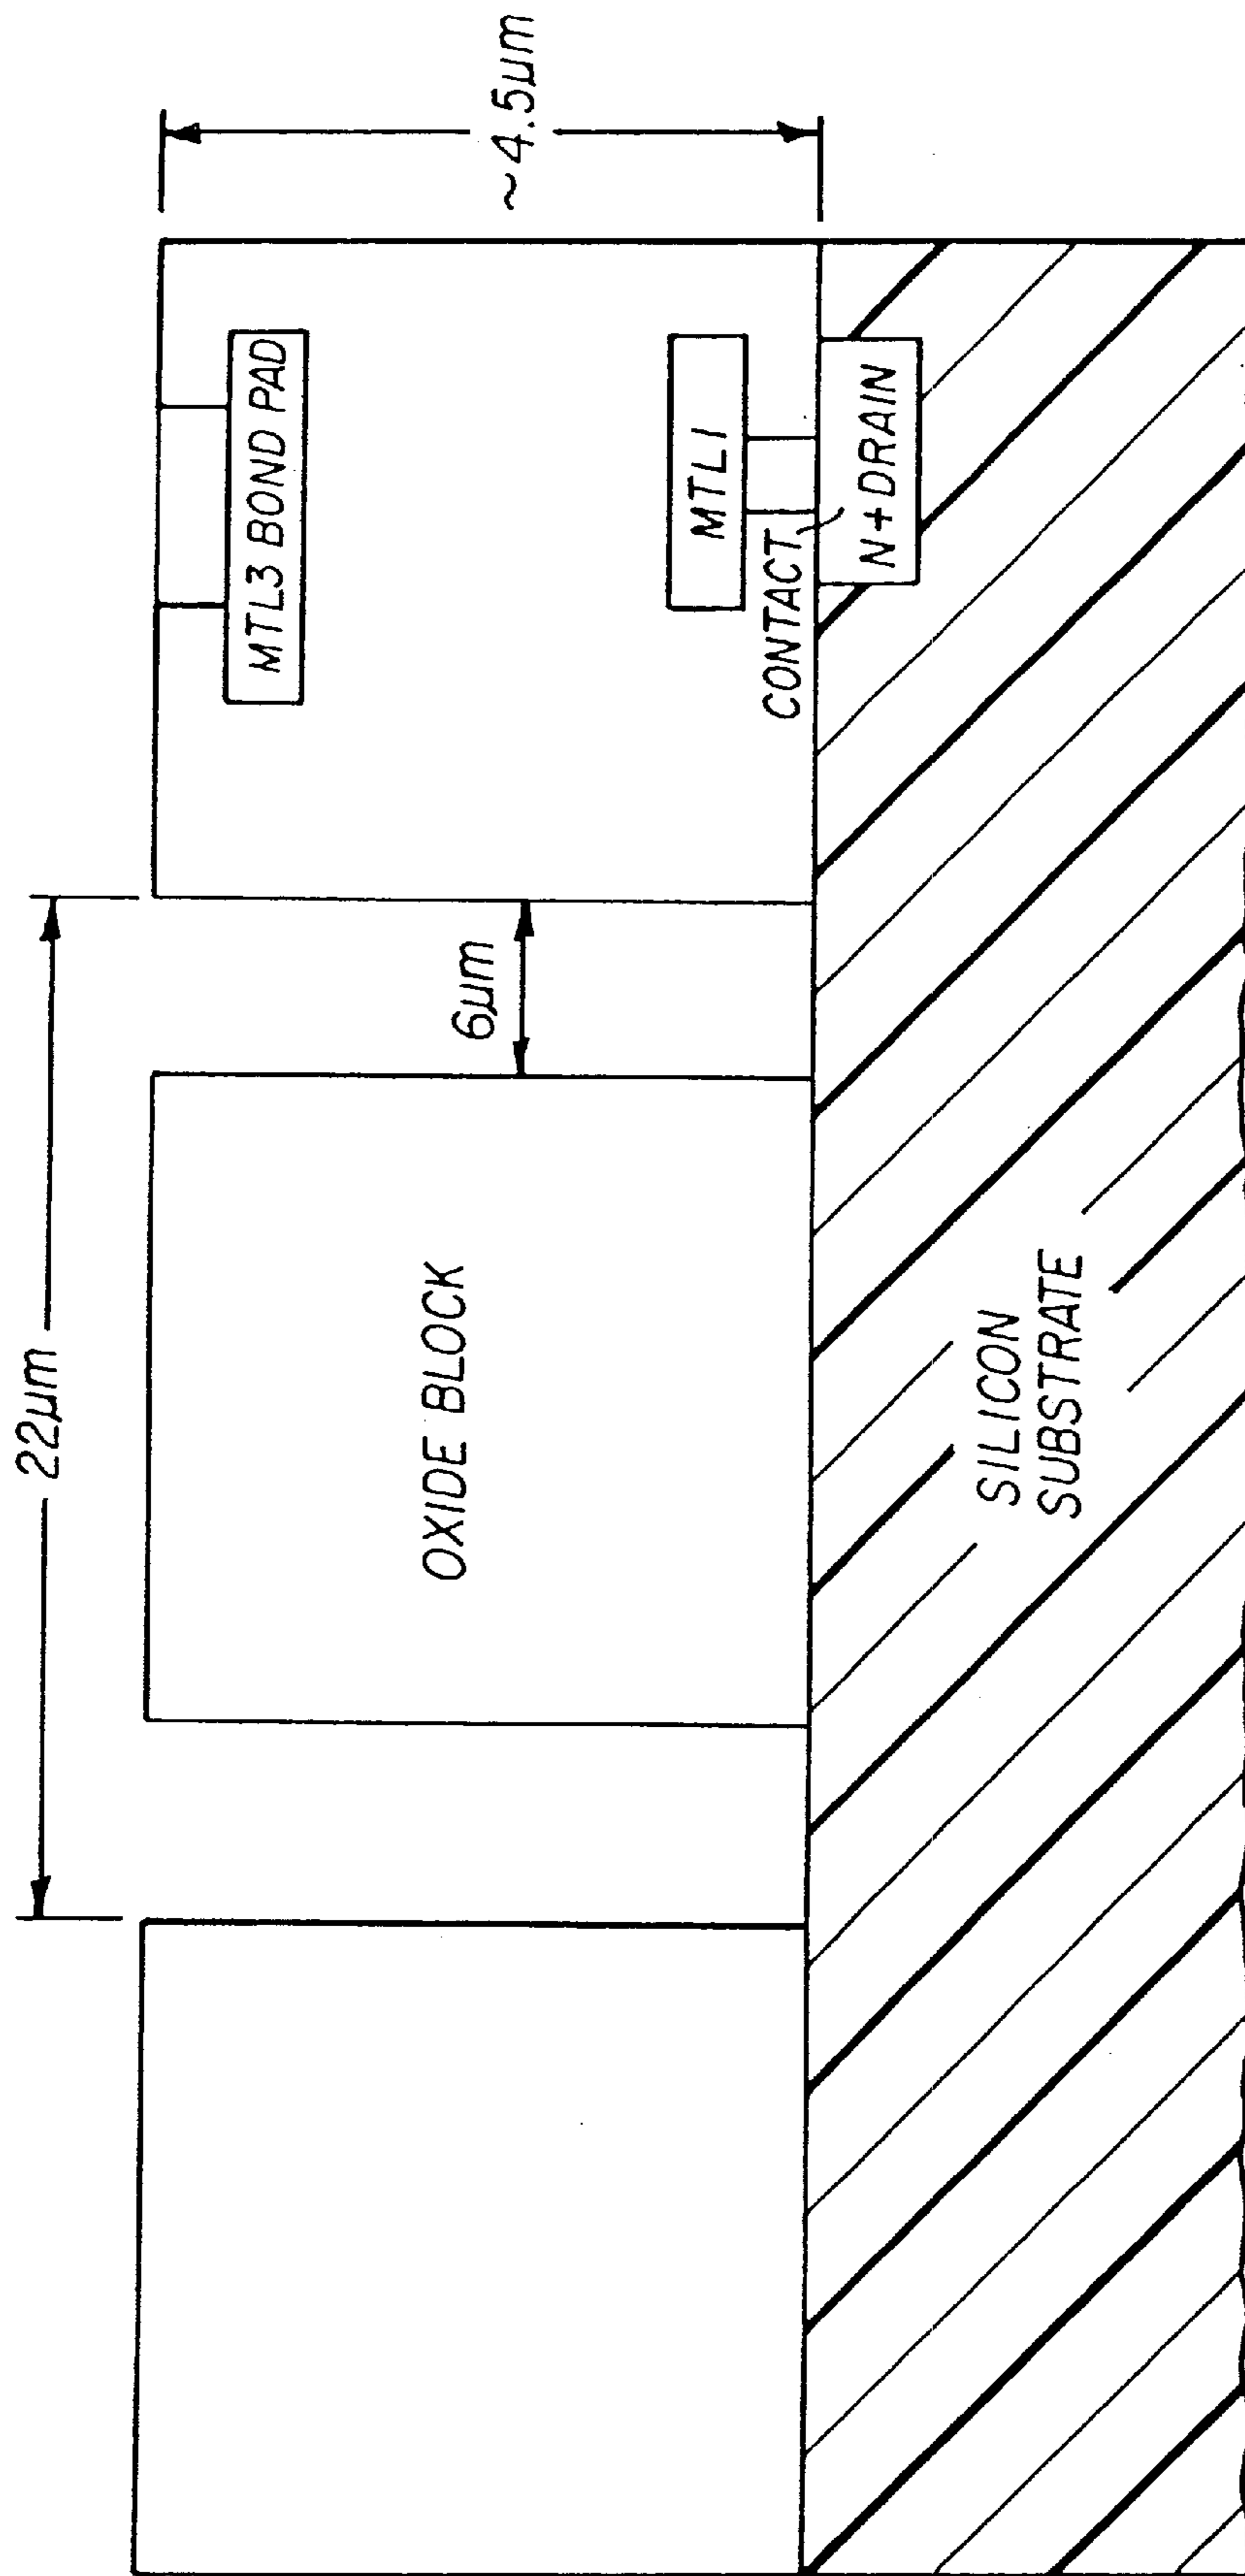 22µm
~4.5µm
MTL3 BOND PAD
6µm
OXIDE BLOCK
MTL1
CONTACT
N+DRAIN
SILICON
SUBSTRATE